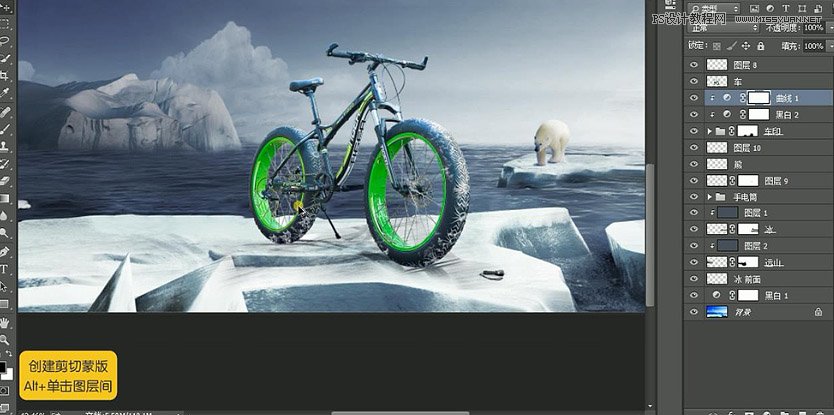 PS设计教程网 WWW.MISSYUAN.NET
类型
正常 不透明度: 100%
锁定: 填充: 100%
图层 8
车
曲线 1
黑白 2
车印
图层 10
熊
图层 9
手电筒
图层 1
冰
图层 2
远山
冰 前面
黑白 1
背景
创建剪切蒙版
Alt+单击图层间